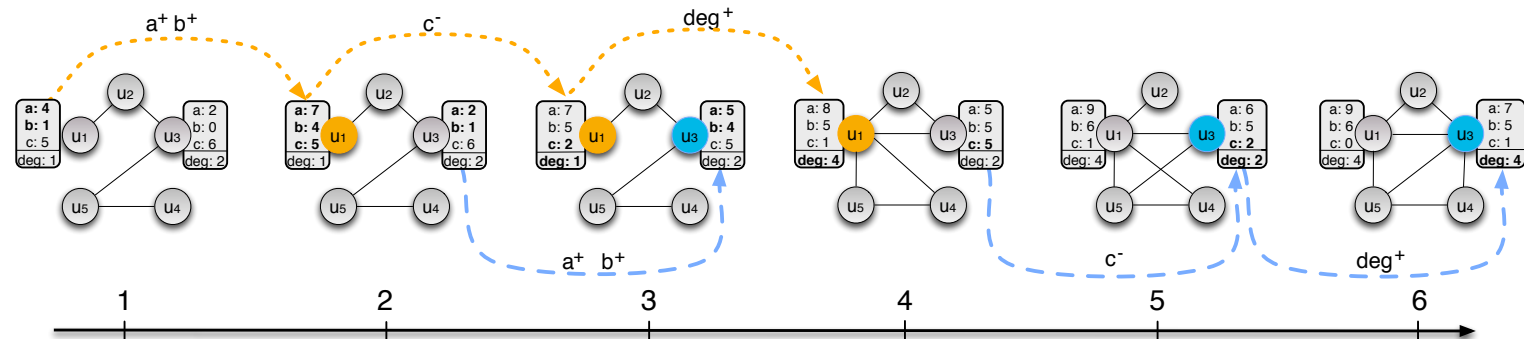 a+ b+
c-
deg+
u2
a: 4
b: 1
c: 5
deg: 1
u1
u3
a: 2
b: 0
c: 6
deg: 2
u5
u4
u2
a: 7
b: 4
c: 5
deg: 1
u1
u3
a: 2
b: 1
c: 6
deg: 2
u5
u4
u2
a: 7
b: 5
c: 2
deg: 1
u1
u3
a: 5
b: 4
c: 5
deg: 2
u5
u4
u2
a: 8
b: 5
c: 1
deg: 4
u1
u3
a: 5
b: 5
c: 5
deg: 2
u5
u4
u2
a: 9
b: 6
c: 1
deg: 4
u1
u3
a: 6
b: 5
c: 2
deg: 2
u5
u4
u2
a: 9
b: 6
c: 0
deg: 4
u1
u3
a: 7
b: 5
c: 1
deg: 4
u5
u4
a+ b+
c-
deg+
1 2 3 4 5 6